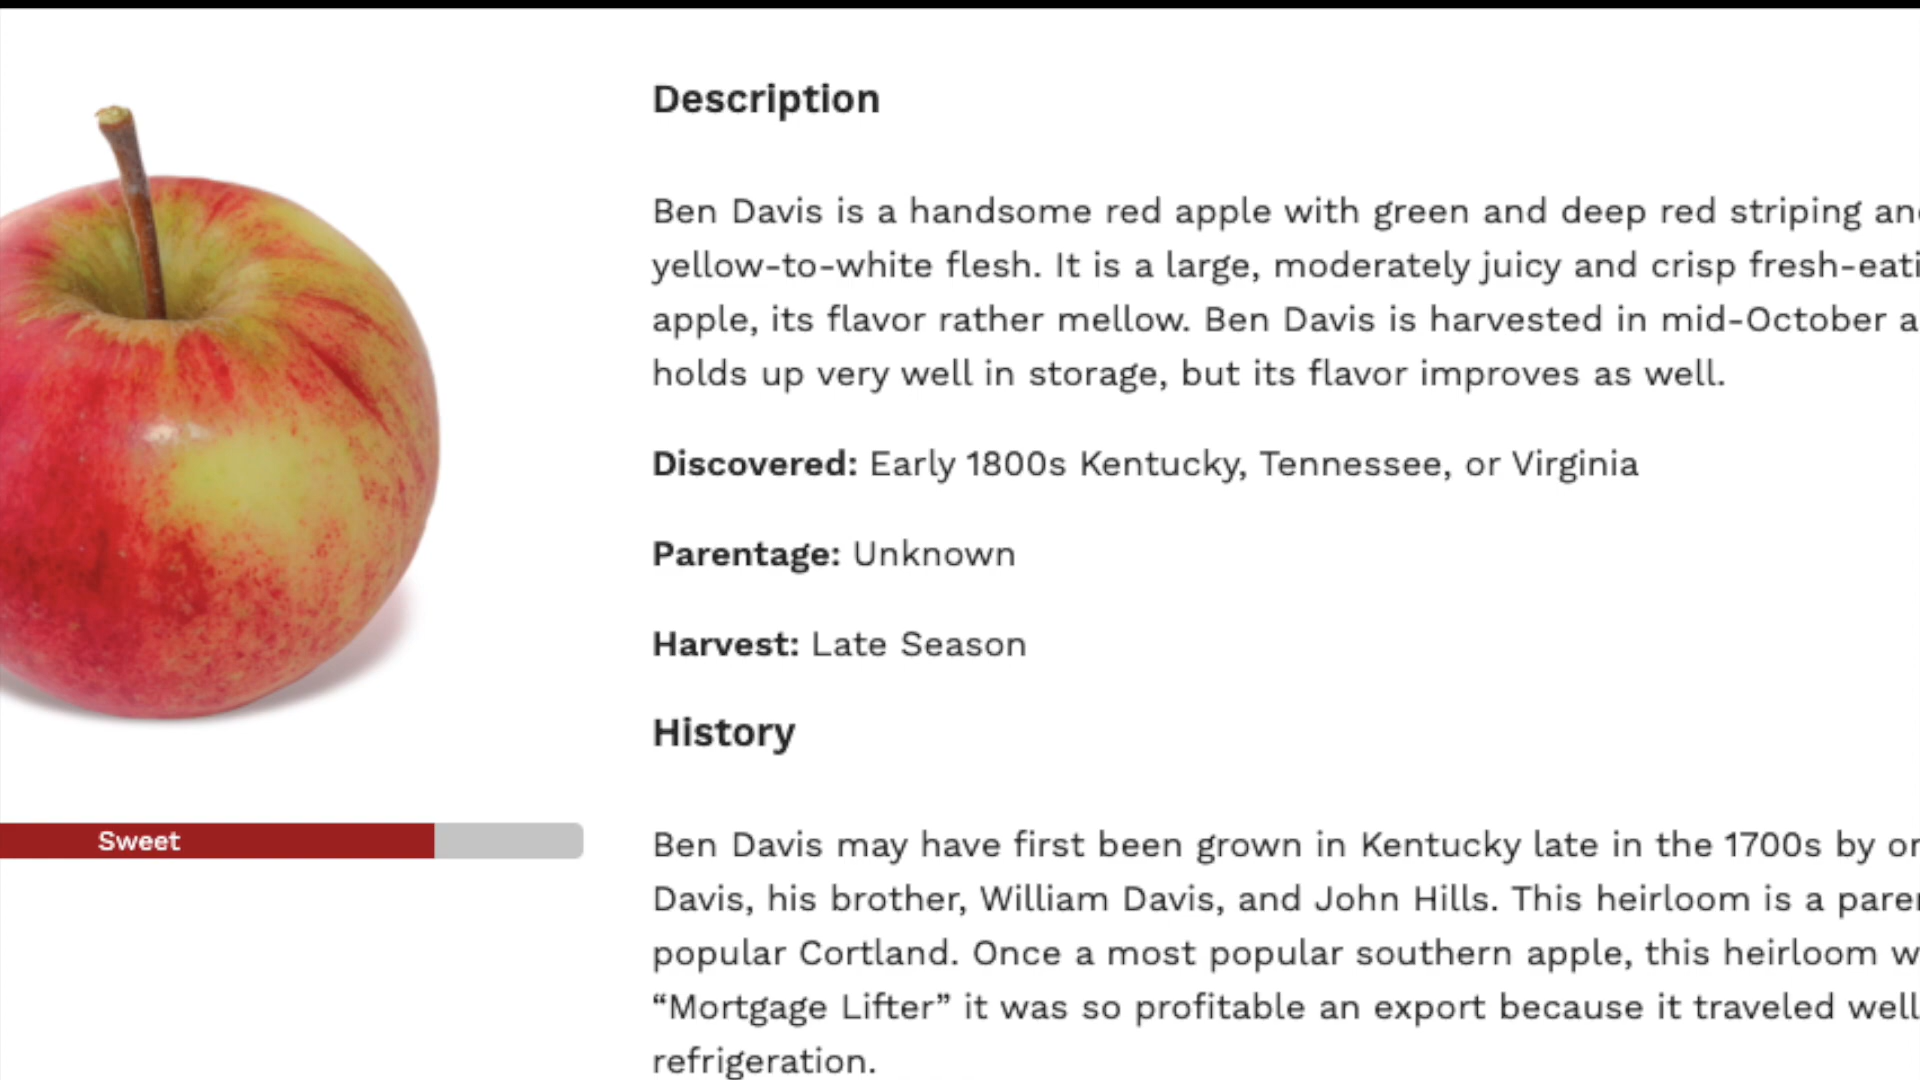 Description
Ben Davis is a handsome red apple with green and deep red striping
yellow-to-white flesh. It is a large, moderately juicy and crisp
apple, its flavor rather mellow. Ben Davis is harvested in mid-October
holds up very well in storage, but its flavor improves as well.
Discovered: Early 1800s Kentucky, Tennessee, or Virginia
Parentage: Unknown
Harvest: Late Season
History
Sweet
Ben Davis may have first been grown in Kentucky late in the 1700s by
Davis, his brother, William Davis, and John Hills. This heirloom is a
popular Cortland. Once a most popular southern apple, this heirloom
“Mortgage Lifter” it was so profitable an export because it traveled well
refrigeration.